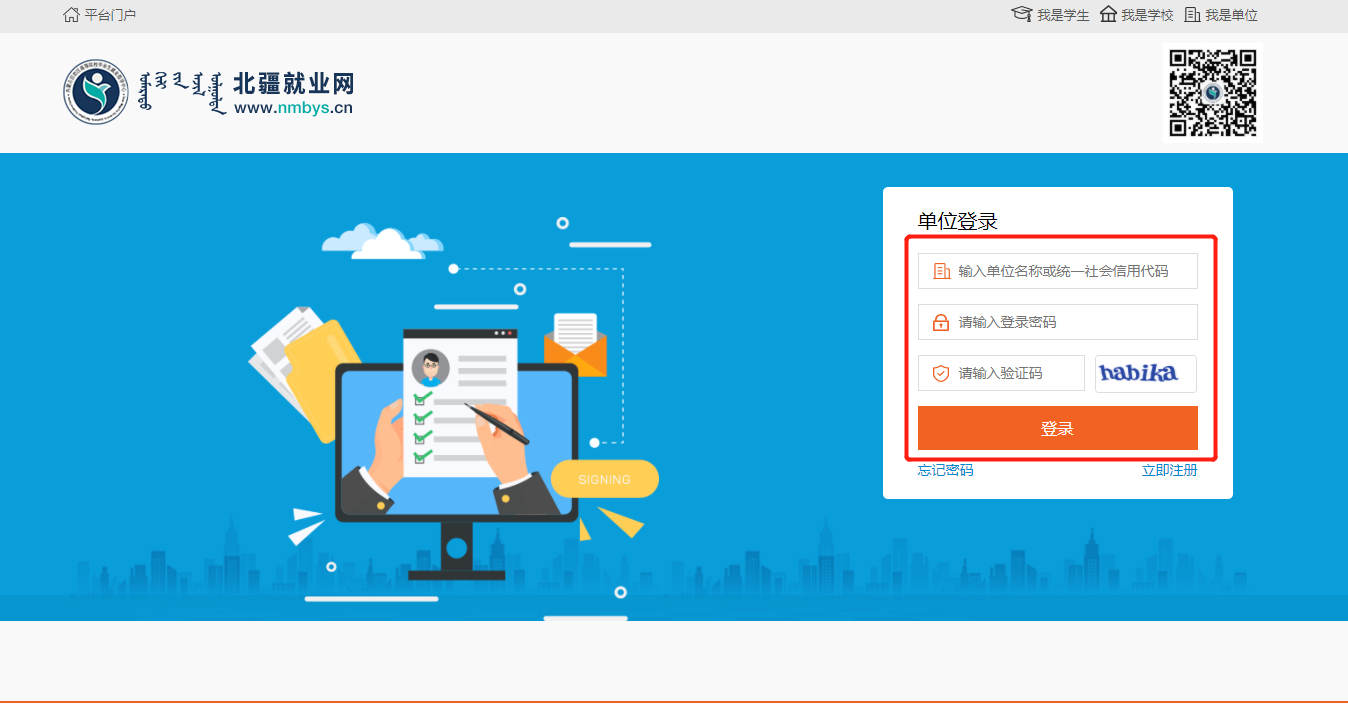 平台门户
我是学生
我是学校
我是单位
北疆就业网
www.nmbys.cn
单位登录
输入单位名称或统一社会信用代码
请输入登录密码
请输入验证码
habika
登录
忘记密码
立即注册
SIGNING